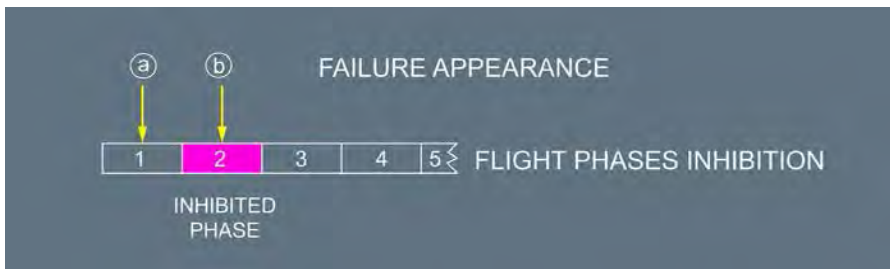 ⓐ ⓑ FAILURE APPEARANCE
1 2 3 4 5 FLIGHT PHASES INHIBITION
INHIBITED
PHASE